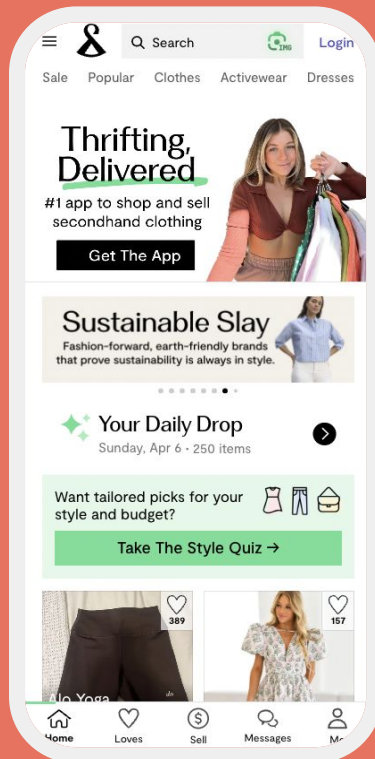 Search
IMG
Login
Sale Popular Clothes Activewear Dresses
Thrifting,
Delivered
#1 app to shop and sell
secondhand clothing
Get The App
Sustainable Slay
Fashion-forward, earth-friendly brands
that prove sustainability is always in style.
Your Daily Drop
Sunday, Apr 6 • 250 items
Want tailored picks for your
style and budget?
Take The Style Quiz →
389
157
alo
Alo Yoga
Home Loves Sell Messages Me